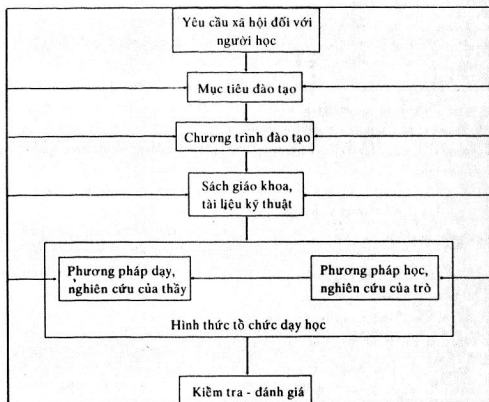 Yêu cầu xã hội đối với
người học
Mục tiêu đào tạo
Chương trình đào tạo
Sách giáo khoa,
tài liệu kỹ thuật
Phương pháp dạy,
nghiên cứu của thầy
Phương pháp học,
nghiên cứu của trò
Hình thức tổ chức dạy học
Kiểm tra - đánh giá